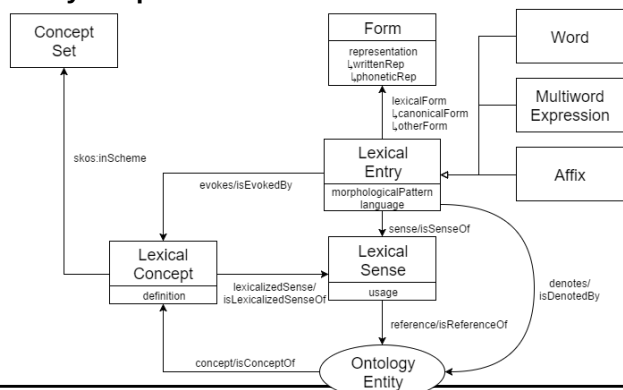 Concept
Set
Form
representation
↳writtenRep
↳phoneticRep
Word
Multiword
Expression
Affix
lexicalForm
↳canonicalForm
↳otherForm
skos:inScheme
Lexical
Entry
morphologicalPattern
language
evokes/isEvokedBy
sense/isSenseOf
Lexical
Concept
definition
lexicalizedSense/
isLexicalizedSenseOf
Lexical
Sense
usage
denotes/
isDenotedBy
reference/isReferenceOf
concept/isConceptOf
Ontology
Entity